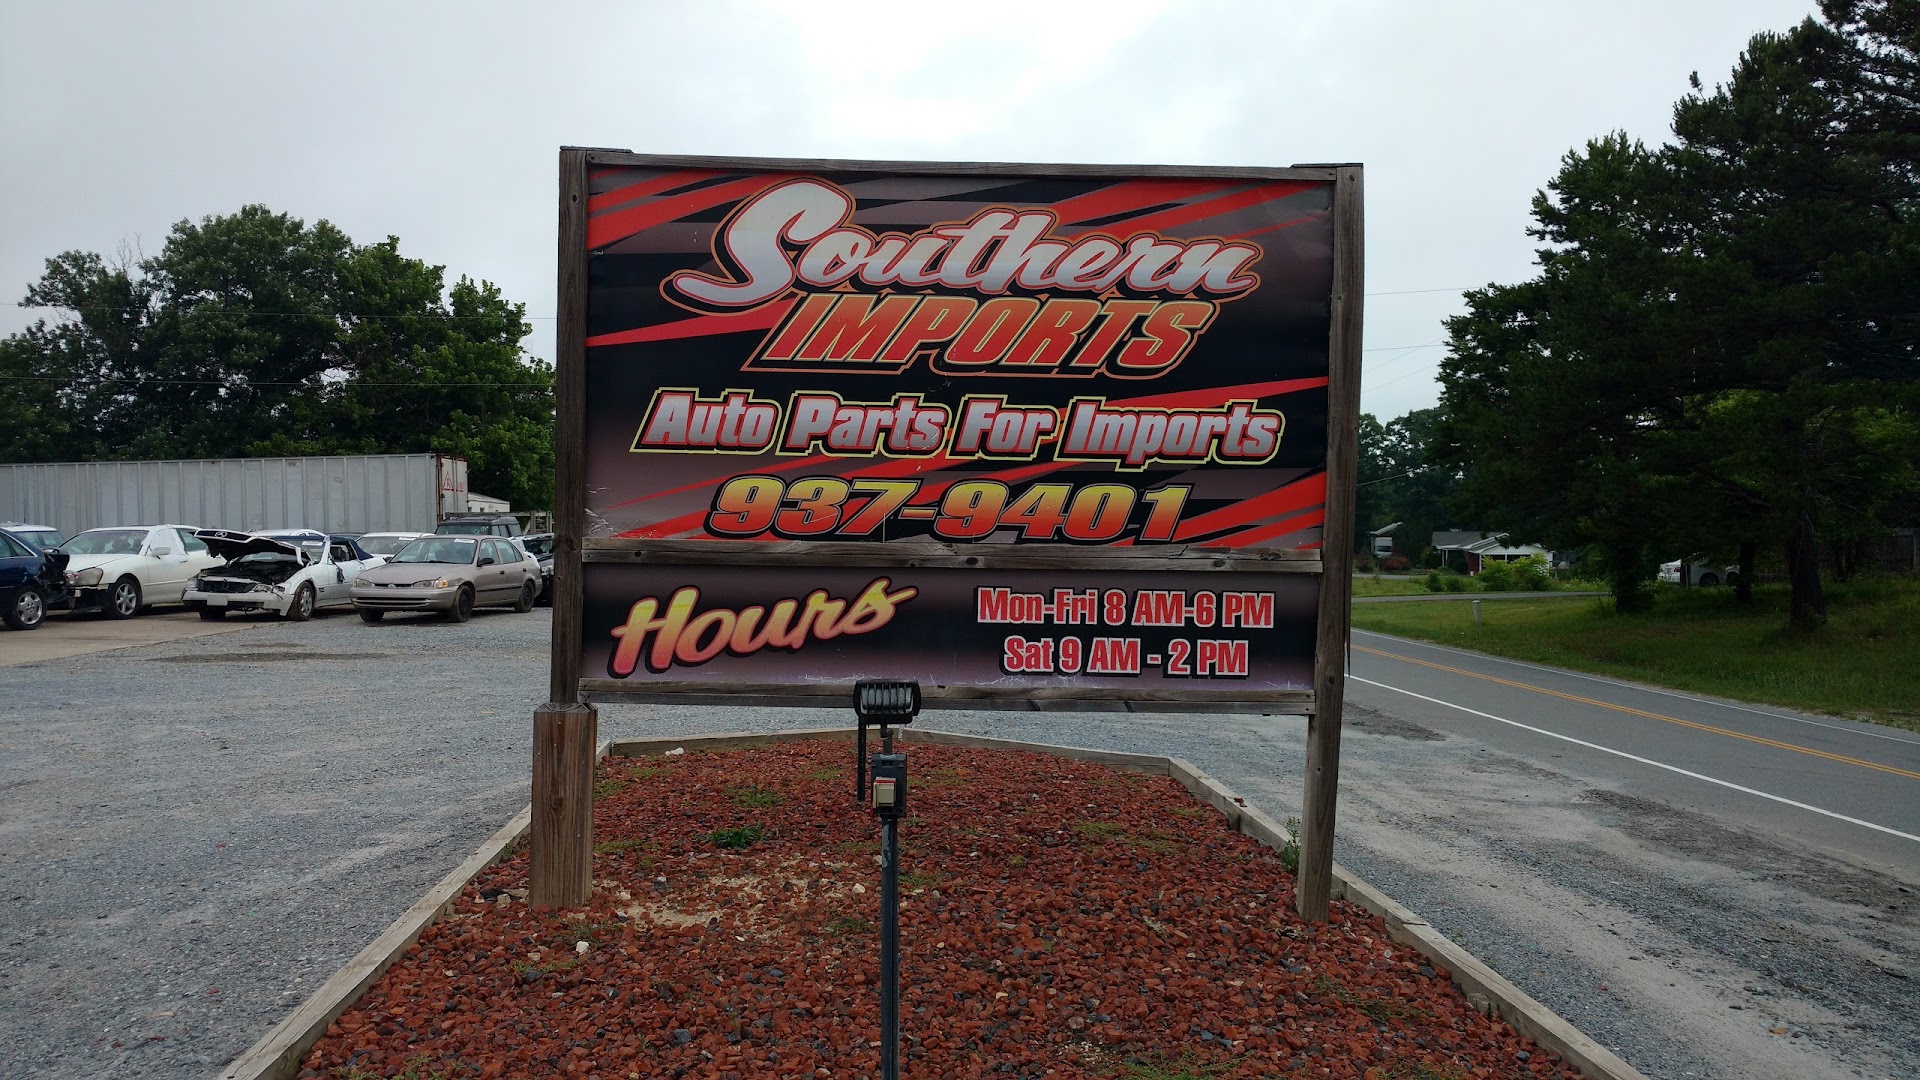 Southern
IMPORTS
Auto Parts For Imports
937-9401
Hours
Mon-Fri 8 AM-6 PM
Sat 9 AM - 2 PM